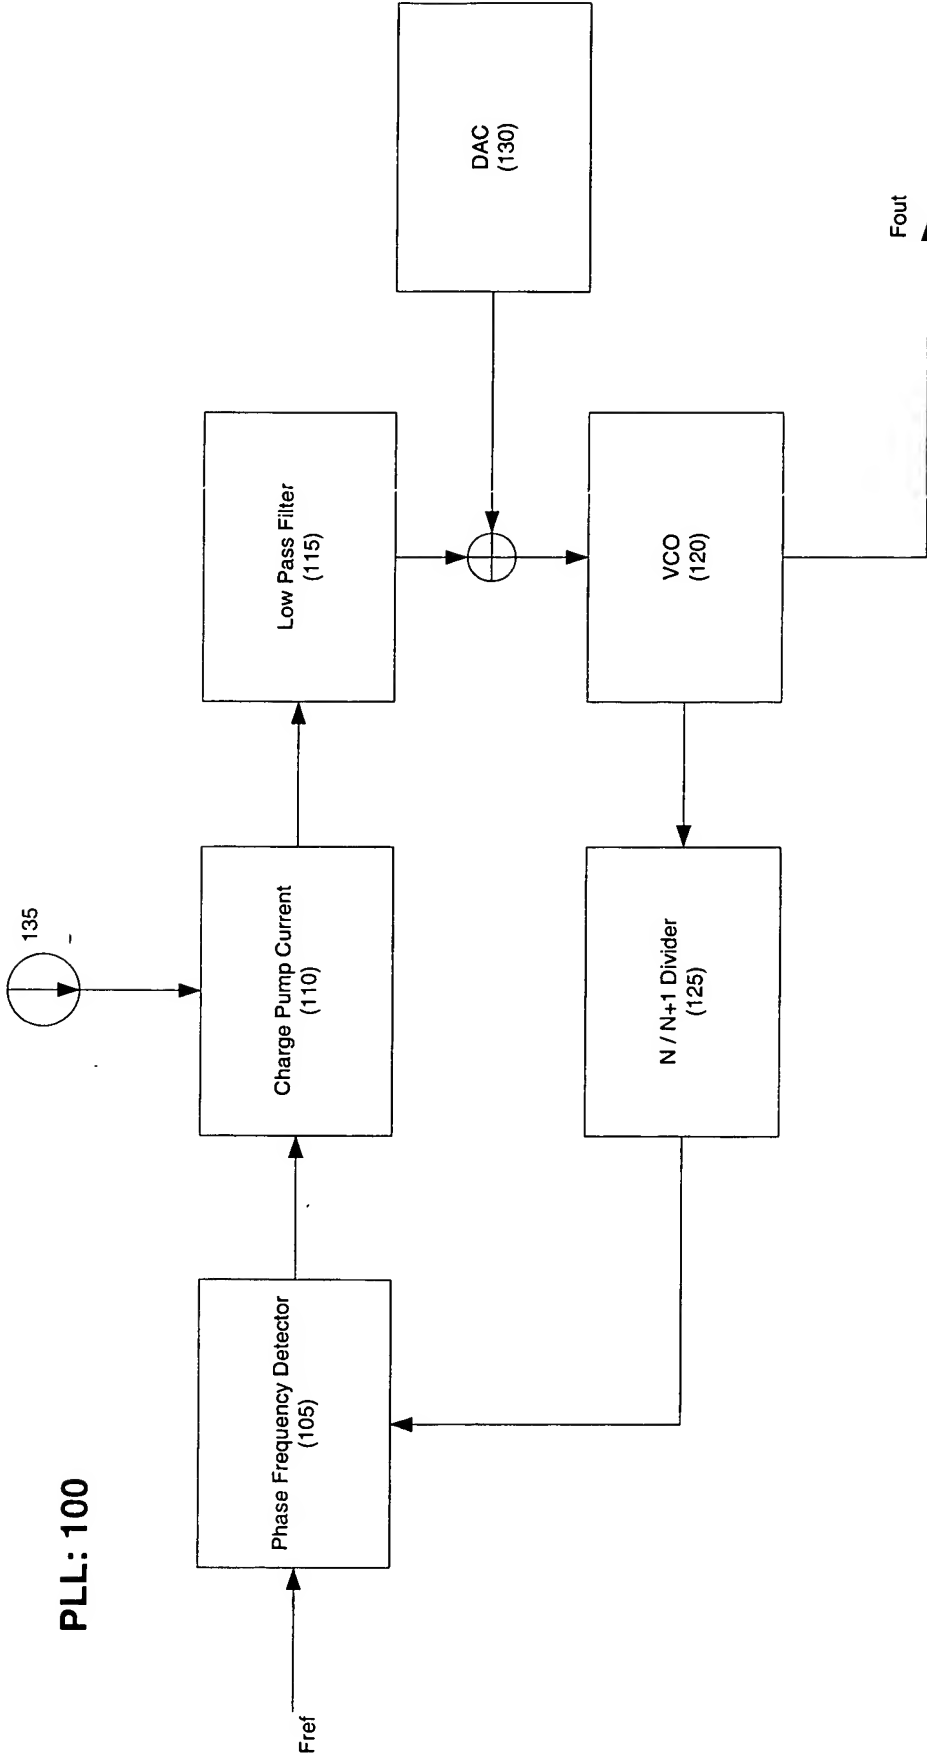 PLL: 100
Fref
Phase Frequency Detector
(105)
135
Charge Pump Current
(110)
Low Pass Filter
(115)
DAC
(130)
N / N+1 Divider
(125)
VCO
(120)
Fout